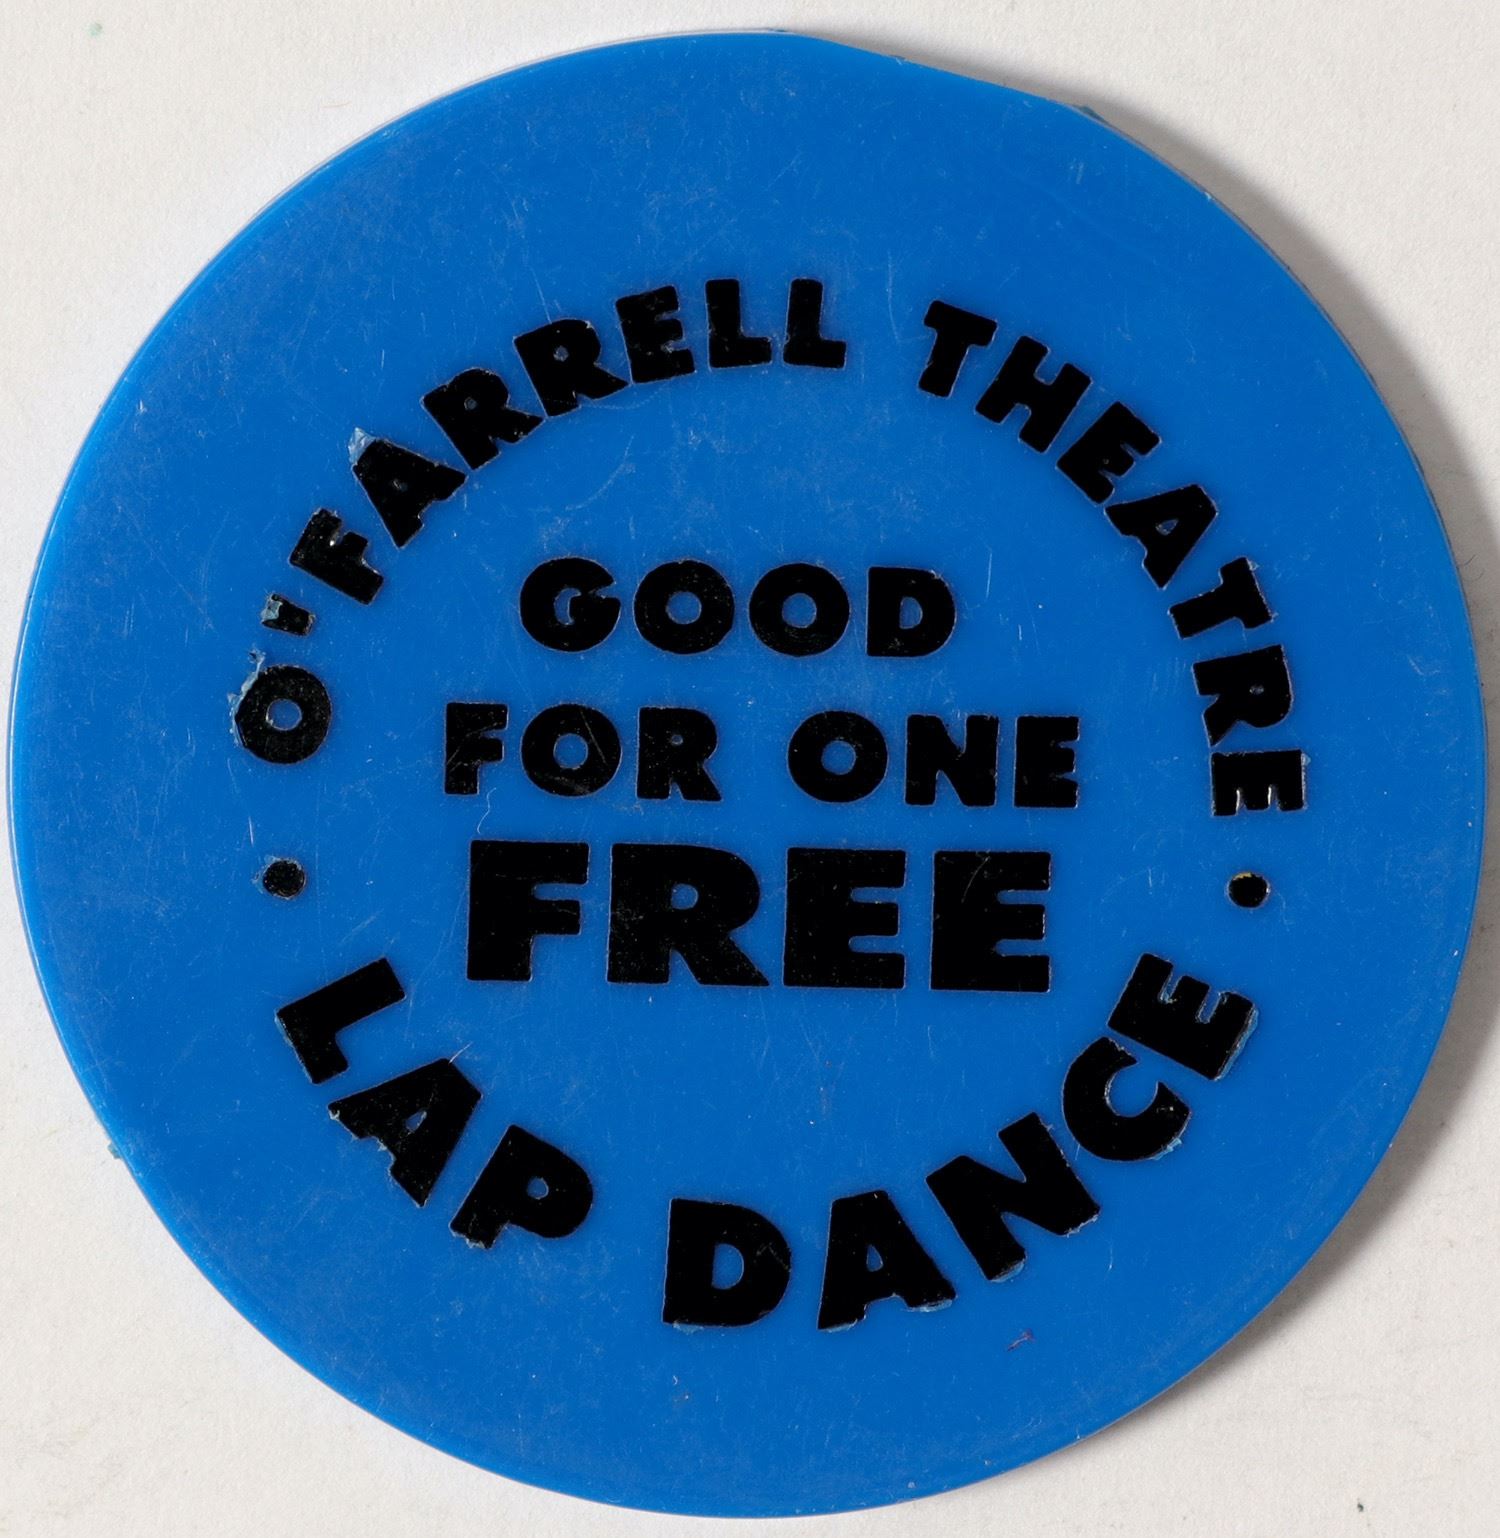 O'FARRELL THEATRE
GOOD
FOR ONE
FREE
LAP DANCE